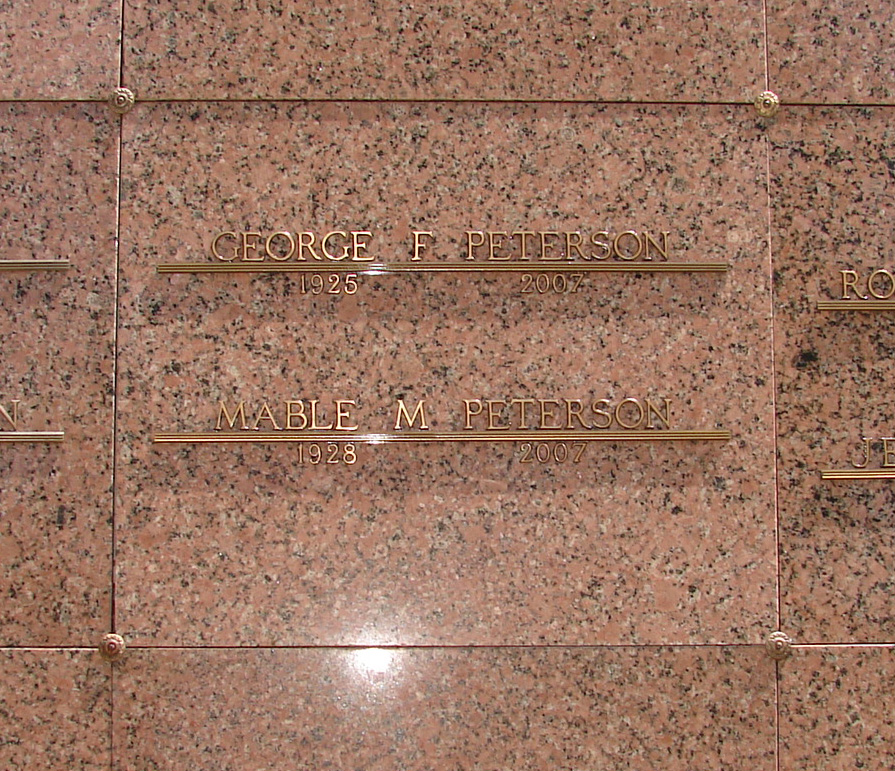 GEORGE F PETERSON
1925 2007
MABLE M PETERSON
1928 2007